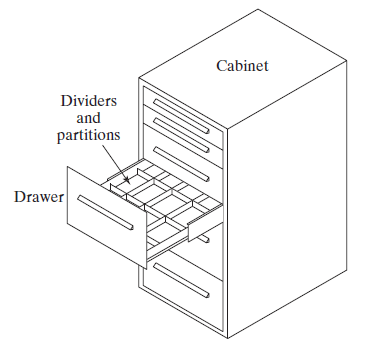 Cabinet
Dividers
and
partitions
Drawer